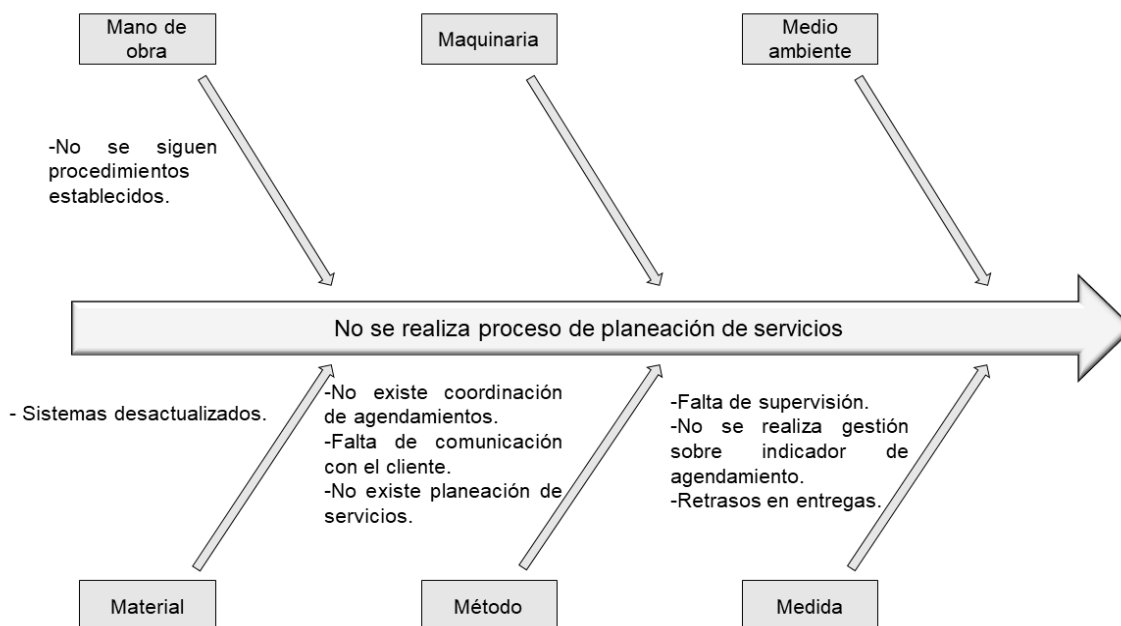 Mano de
obra
Maquinaria
Medio
ambiente
-No se siguen
procedimientos
establecidos.
No se realiza proceso de planeación de servicios
- Sistemas desactualizados.
-No existe coordinación
de agendamientos.
-Falta de comunicación
con el cliente.
-No existe planeación de
servicios.
-Falta de supervisión.
-No se realiza gestión
sobre indicador de
agendamiento.
-Retrasos en entregas.
Material
Método
Medida